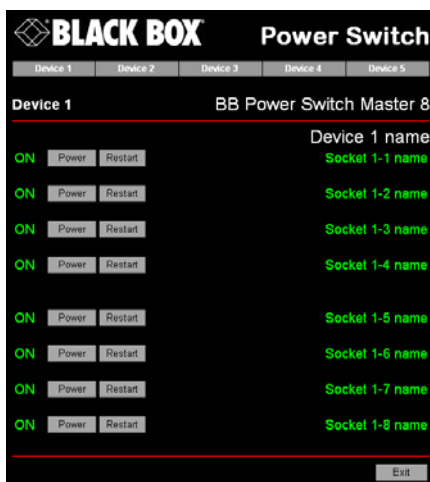 BLACK BOX Power Switch
Device 1 Device 2 Device 3 Device 4 Device 5
Device 1 BB Power Switch Master 8
Device 1 name
ON Power Restart Socket 1-1 name
ON Power Restart Socket 1-2 name
ON Power Restart Socket 1-3 name
ON Power Restart Socket 1-4 name
ON Power Restart Socket 1-5 name
ON Power Restart Socket 1-6 name
ON Power Restart Socket 1-7 name
ON Power Restart Socket 1-8 name
Exit